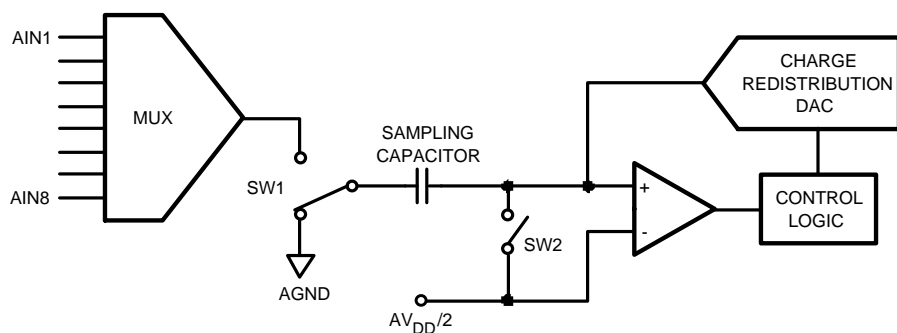 AIN1
AIN8
MUX
SW1
AGND
SAMPLING
CAPACITOR
SW2
AVDD/2
+
-
CHARGE
REDISTRIBUTION
DAC
CONTROL
LOGIC